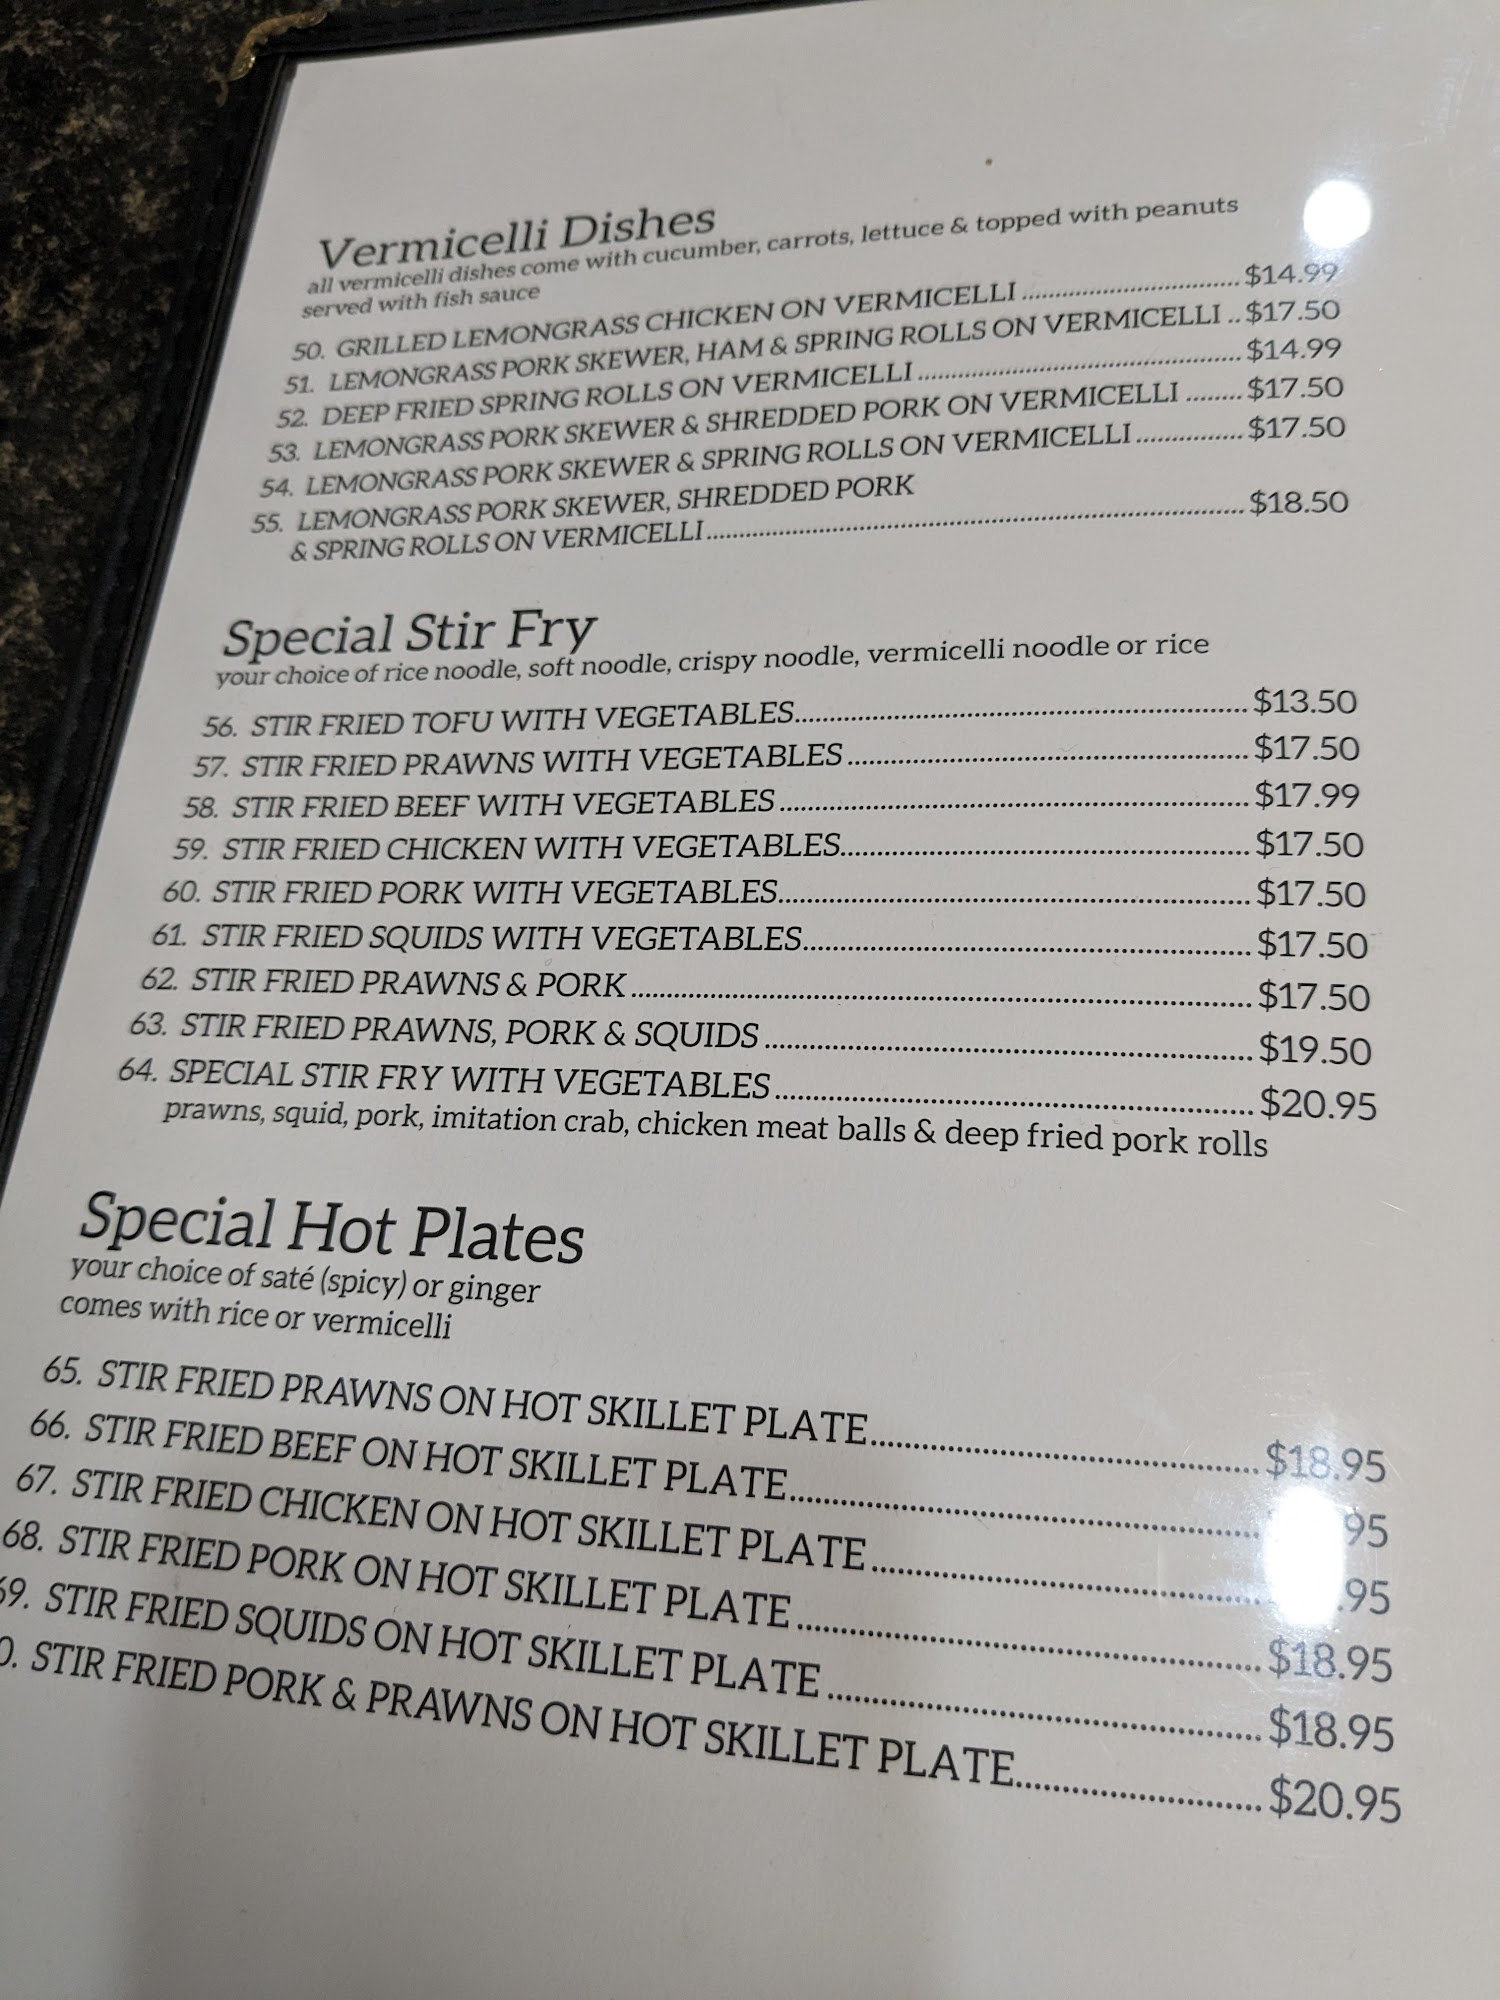 Vermicelli Dishes
all vermicelli dishes come with cucumber, carrots, lettuce & topped with peanuts
served with fish sauce
50. GRILLED LEMONGRASS CHICKEN ON VERMICELLI ........ $14.99
51. LEMONGRASS PORK SKEWER, HAM & SPRING ROLLS ON VERMICELLI .. $17.50
52. DEEP FRIED SPRING ROLLS ON VERMICELLI ........ $14.99
53. LEMONGRASS PORK SKEWER & SHREDDED PORK ON VERMICELLI ........ $17.50
54. LEMONGRASS PORK SKEWER & SPRING ROLLS ON VERMICELLI ........ $17.50
55. LEMONGRASS PORK SKEWER, SHREDDED PORK
& SPRING ROLLS ON VERMICELLI ........ $18.50
Special Stir Fry
your choice of rice noodle, soft noodle, crispy noodle, vermicelli noodle or rice
56. STIR FRIED TOFU WITH VEGETABLES ........ $13.50
57. STIR FRIED PRAWNS WITH VEGETABLES ........ $17.50
58. STIR FRIED BEEF WITH VEGETABLES ........ $17.99
59. STIR FRIED CHICKEN WITH VEGETABLES ........ $17.50
60. STIR FRIED PORK WITH VEGETABLES ........ $17.50
61. STIR FRIED SQUIDS WITH VEGETABLES ........ $17.50
62. STIR FRIED PRAWNS & PORK ........ $17.50
63. STIR FRIED PRAWNS, PORK & SQUIDS ........ $19.50
64. SPECIAL STIR FRY WITH VEGETABLES ........ $20.95
prawns, squid, pork, imitation crab, chicken meat balls & deep fried pork rolls
Special Hot Plates
your choice of saté (spicy) or ginger
comes with rice or vermicelli
65. STIR FRIED PRAWNS ON HOT SKILLET PLATE ........ $18.95
66. STIR FRIED BEEF ON HOT SKILLET PLATE ........ 95
67. STIR FRIED CHICKEN ON HOT SKILLET PLATE ........ .95
68. STIR FRIED PORK ON HOT SKILLET PLATE ........ $18.95
9. STIR FRIED SQUIDS ON HOT SKILLET PLATE ........ $18.95
0. STIR FRIED PORK & PRAWNS ON HOT SKILLET PLATE ........ $20.95